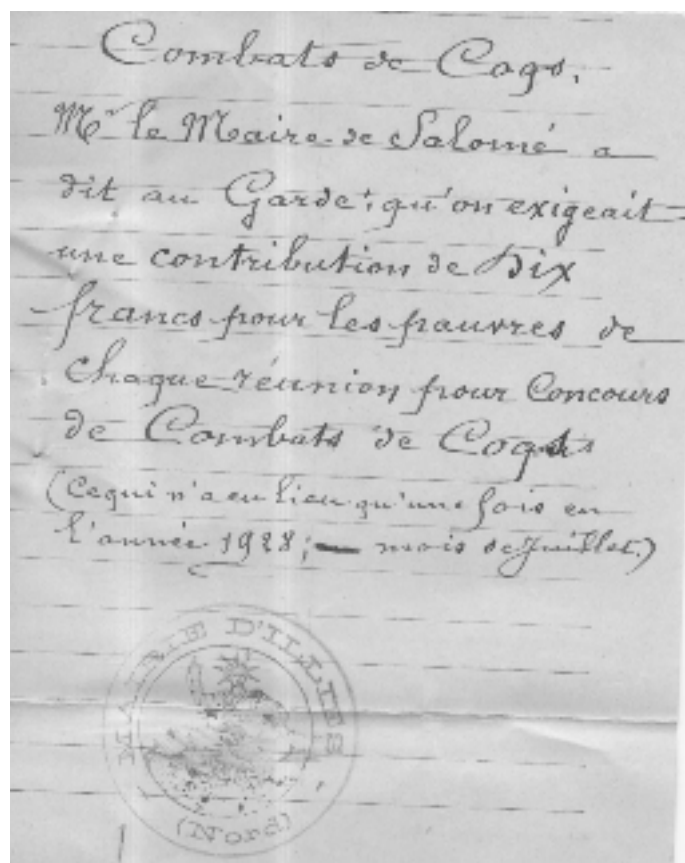 Combats de Coqs.
Mr le Maire de Salomé a
dit au Garde: qu'on exigeait
une contribution de Dix
francs pour les pauvres de
chaque réunion pour Concours
de Combats de Coqs
(Ce qui n'a eu lieu qu'une fois en
l'année 1928; — mois de Juillet.)
MAIRIE D'ILLIES
(Nord)